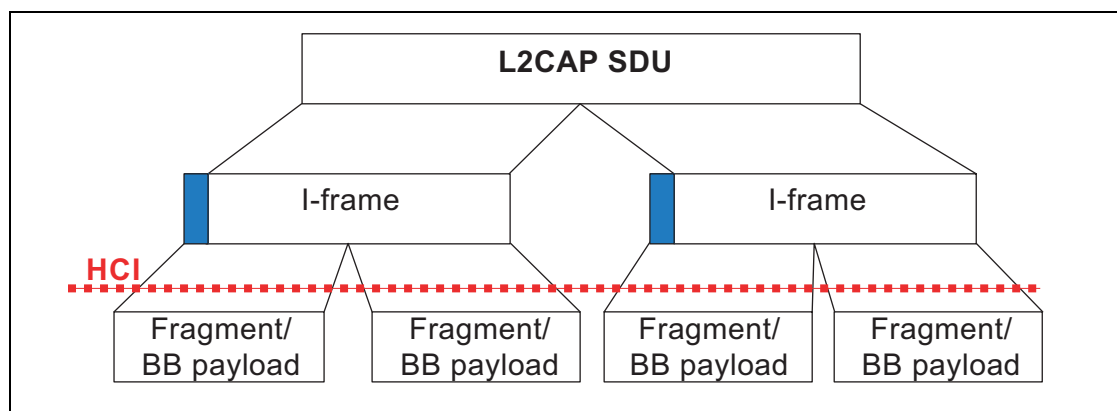 L2CAP SDU
I-frame
I-frame
HCI
Fragment/
BB payload
Fragment/
BB payload
Fragment/
BB payload
Fragment/
BB payload